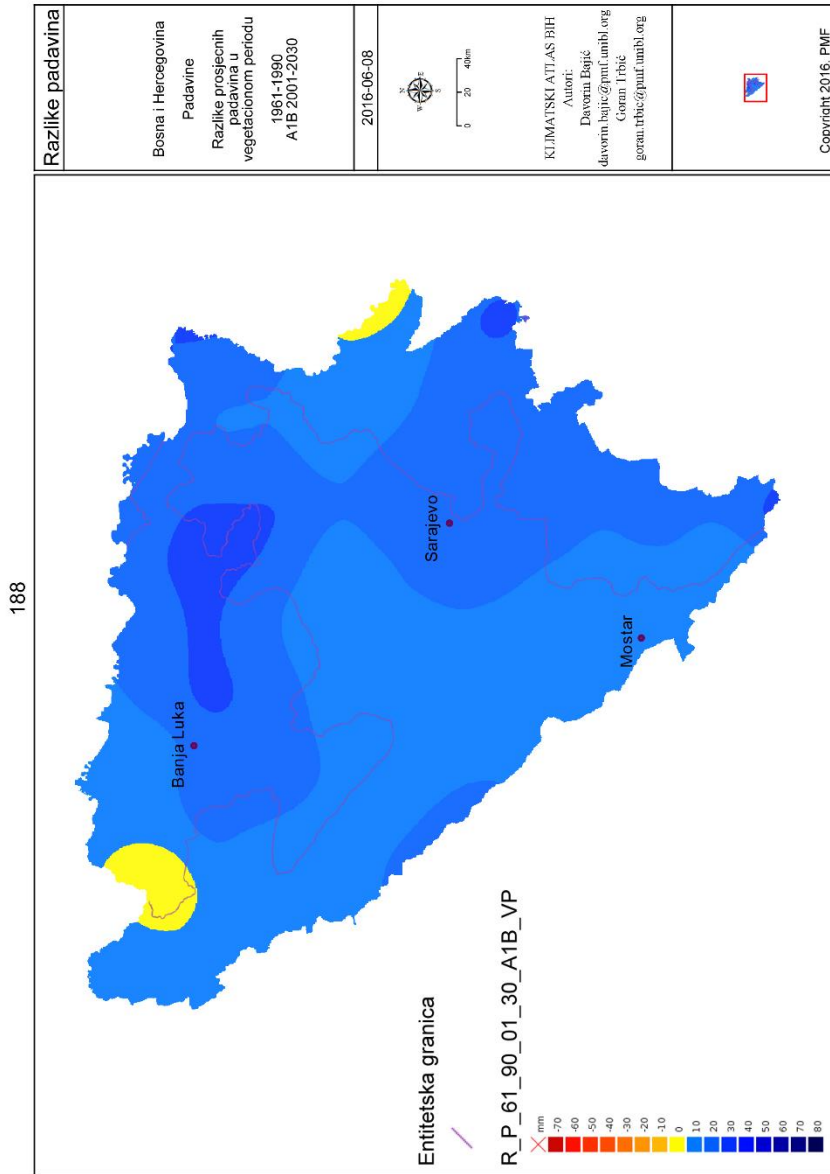 188
Razlike padavina
Bosna i Hercegovina
Padavine
Razlike prosjecnih
padavina u
vegetacionom periodu
1961-1990
A1B 2001-2030
2016-06-08
N
W
E
S
0 20 40km
KLIMATSKI ATLAS BIH
Autori:
Davorin Bajić
davorin.bajic@pmf.unibl.org
Goran Trbić
goran.trbic@pmf.unibl.org
Copyright 2016. PMF
Banja Luka
Sarajevo
Mostar
Entitetska granica
R_P_61_90_01_30_A1B_VP
mm
-70
-60
-50
-40
-30
-20
-10
0
10
20
30
40
50
60
70
80